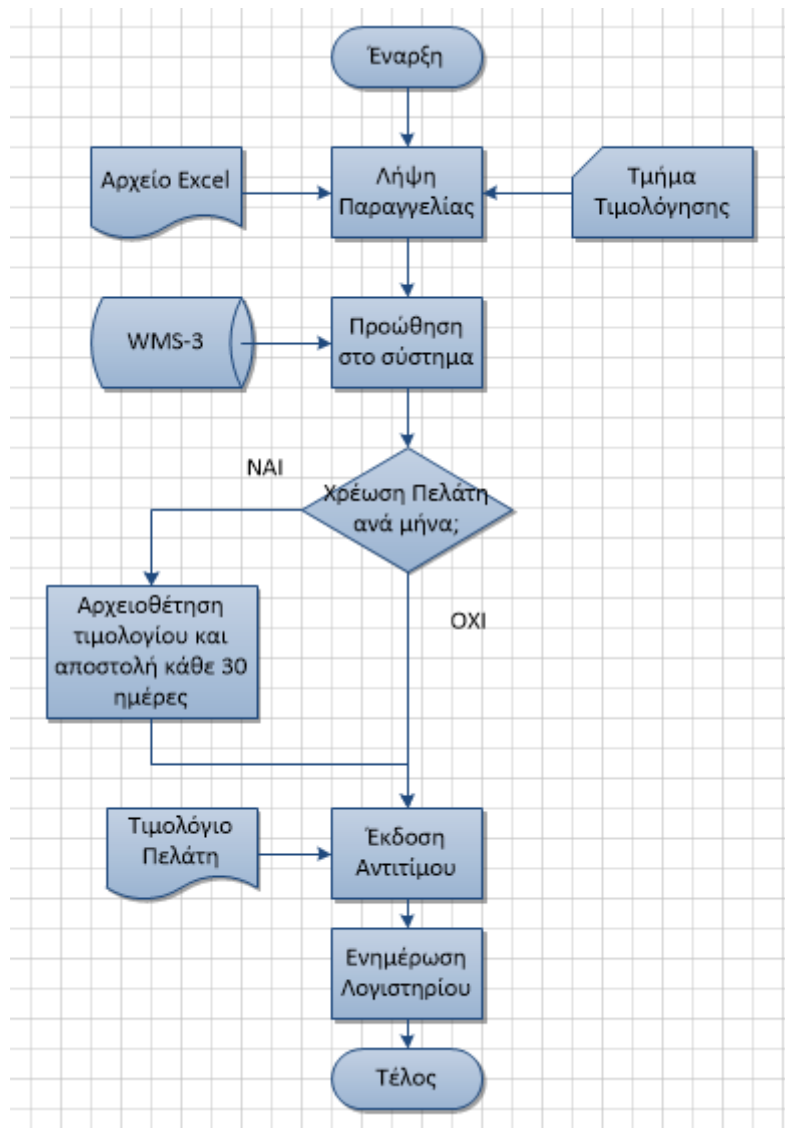 Έναρξη
Αρχείο Excel
Λήψη
Παραγγελίας
Τμήμα
Τιμολόγησης
WMS-3
Προώθηση
στο σύστημα
ΝΑΙ
Χρέωση Πελάτη
ανά μήνα;
ΟΧΙ
Αρχειοθέτηση
τιμολογίου και
αποστολή κάθε 30
ημέρες
Τιμολόγιο
Πελάτη
Έκδοση
Αντιτίμου
Ενημέρωση
Λογιστηρίου
Τέλος